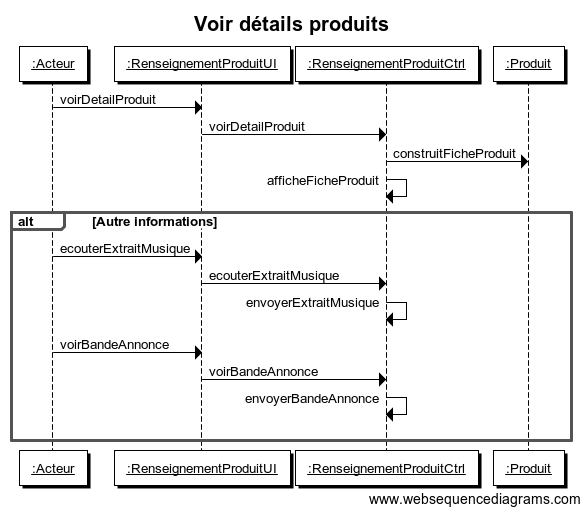 Voir détails produits
:Acteur
:RenseignementProduitUI
:RenseignementProduitCtrl
:Produit
voirDetailProduit
voirDetailProduit
construitFicheProduit
afficheFicheProduit
alt
[Autre informations]
ecouterExtraitMusique
ecouterExtraitMusique
envoyerExtraitMusique
voirBandeAnnonce
voirBandeAnnonce
envoyerBandeAnnonce
:Acteur
:RenseignementProduitUI
:RenseignementProduitCtrl
:Produit
www.websequencediagrams.com